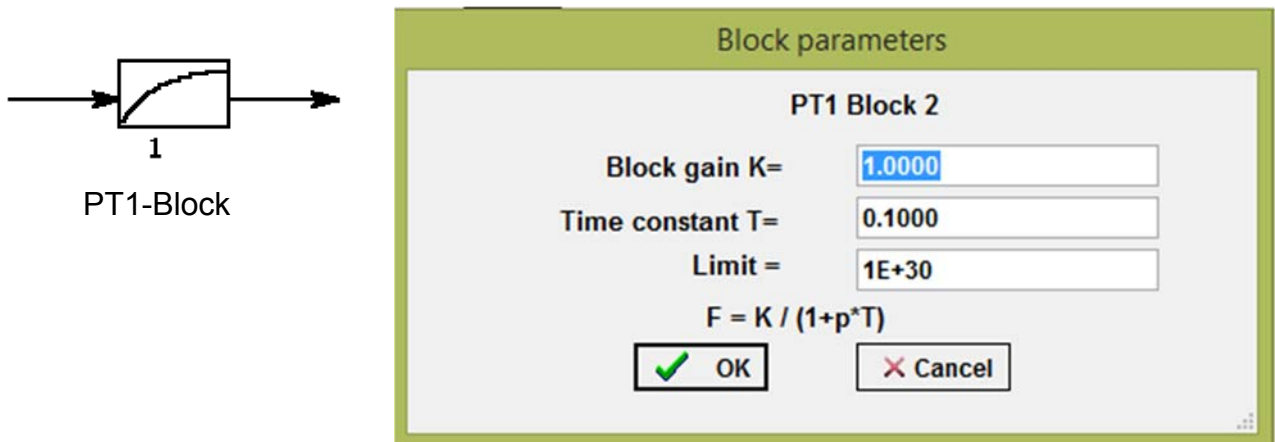 1
PT1-Block
Block parameters
PT1 Block 2
Block gain K= 1.0000
Time constant T= 0.1000
Limit = 1E+30
F = K / (1+p*T)
OK Cancel